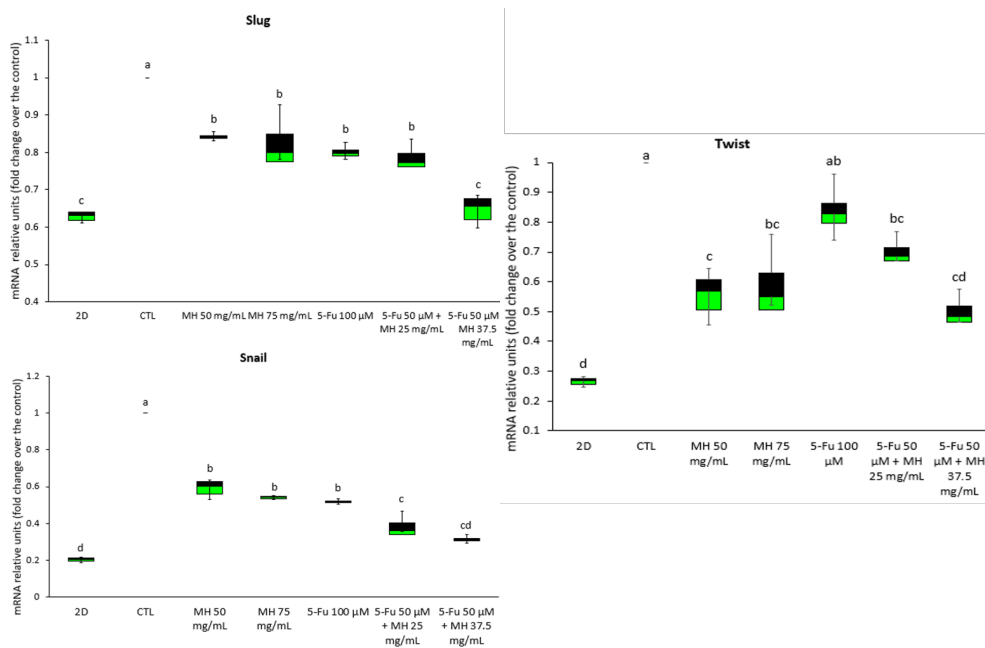 Slug
mRNA relative units (fold change over the control)
1.1
1
0.9
0.8
0.7
0.6
0.5
0.4
c
a
b
b
b
b
c
2D
CTL
MH 50 mg/mL
MH 75 mg/mL
5-Fu 100 µM
5-Fu 50 µM +
MH 25 mg/mL
5-Fu 50 µM
MH 37.5
mg/mL
Snail
mRNA relative units (fold change over the control)
1.2
1
0.8
0.6
0.4
0.2
0
d
a
b
b
b
c
cd
2D
CTL
MH 50
mg/mL
MH 75
mg/mL
5-Fu 100 µM
5-Fu 50 µM
+ MH 25
mg/mL
5-Fu 50 µM
+ MH 37.5
mg/mL
Twist
mRNA relative units (fold change over the control)
1
0.9
0.8
0.7
0.6
0.5
0.4
0.3
0.2
0.1
d
a
c
bc
ab
bc
cd
2D
CTL
MH 50
mg/mL
MH 75
mg/mL
5-Fu 100
µM
5-Fu 50
µM + MH
25 mg/mL
5-Fu 50
µM + MH
37.5
mg/mL